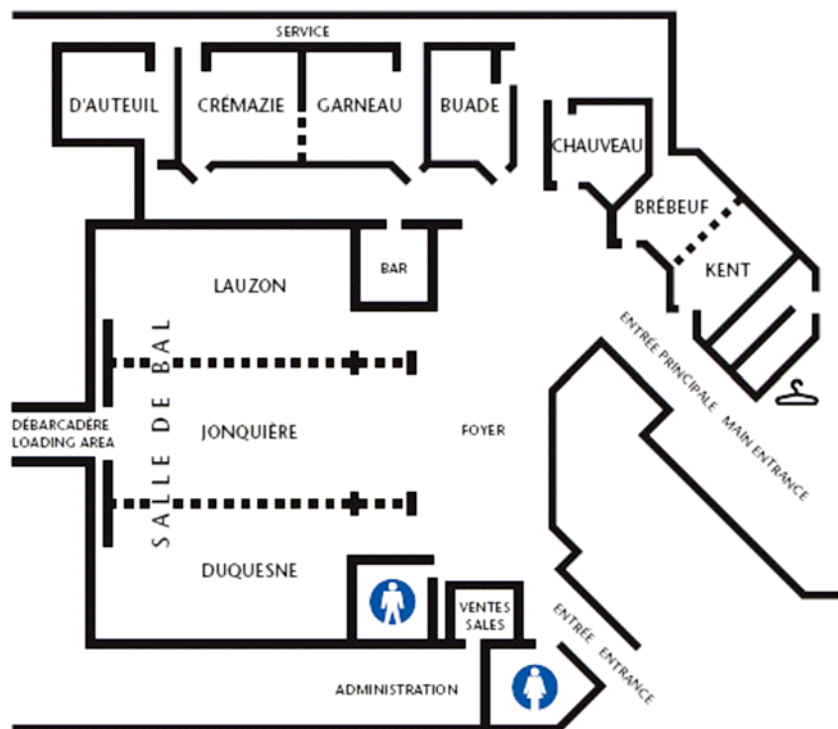 SERVICE
D'AUTEUIL
CRÉMAZIE
GARNEAU
BUADE
CHAUVEAU
BRÉBEUF
KENT
LAUZON
BAR
SALLE DE BAL
ENTRÉE PRINCIPALE MAIN ENTRANCE
DÉBARCADÈRE
LOADING AREA
JONQUIÈRE
FOYER
DUQUESNE
VENTES
SALES
ENTRÉE ENTRANCE
ADMINISTRATION